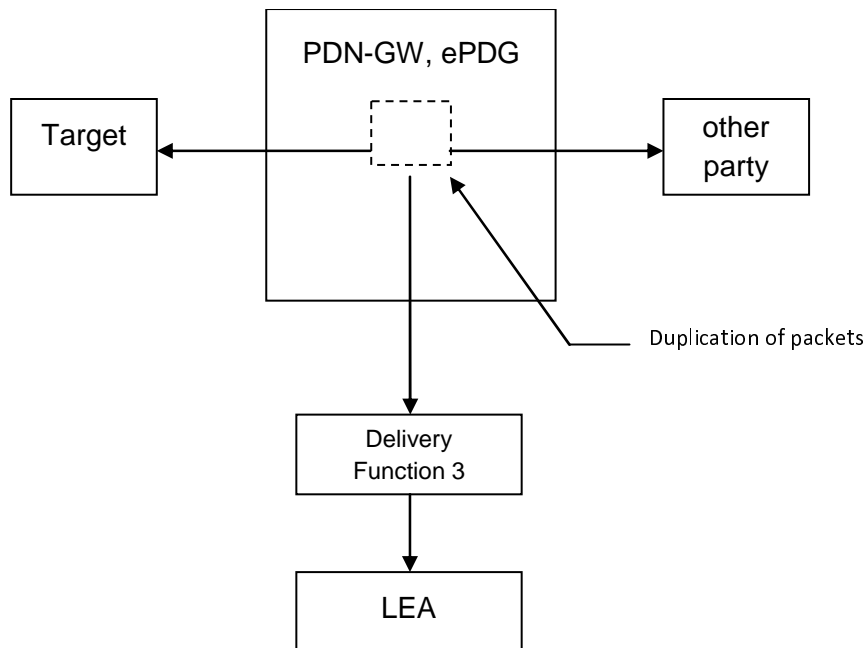 PDN-GW, ePDG
Target
other
party
Duplication of packets
Delivery
Function 3
LEA